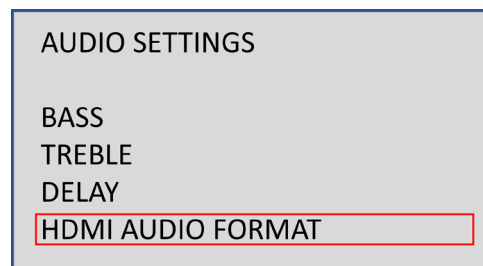 AUDIO SETTINGS
BASS
TREBLE
DELAY
HDMI AUDIO FORMAT